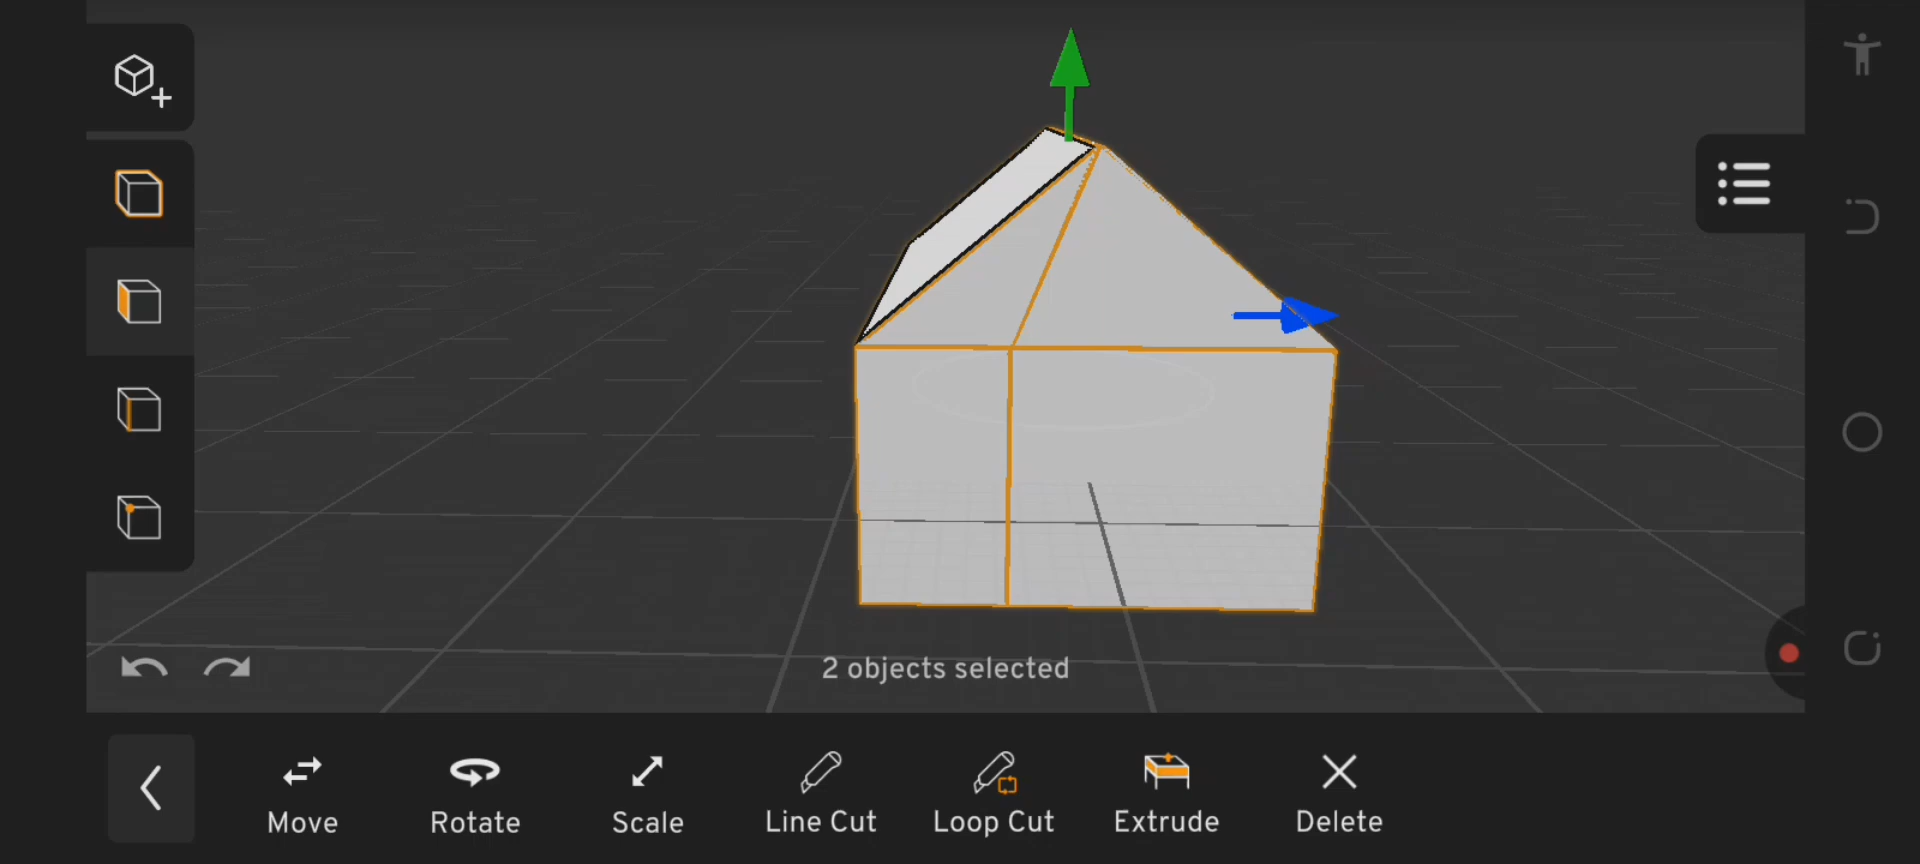 2 objects selected
Move
Rotate
Scale
Line Cut
Loop Cut
Extrude
Delete